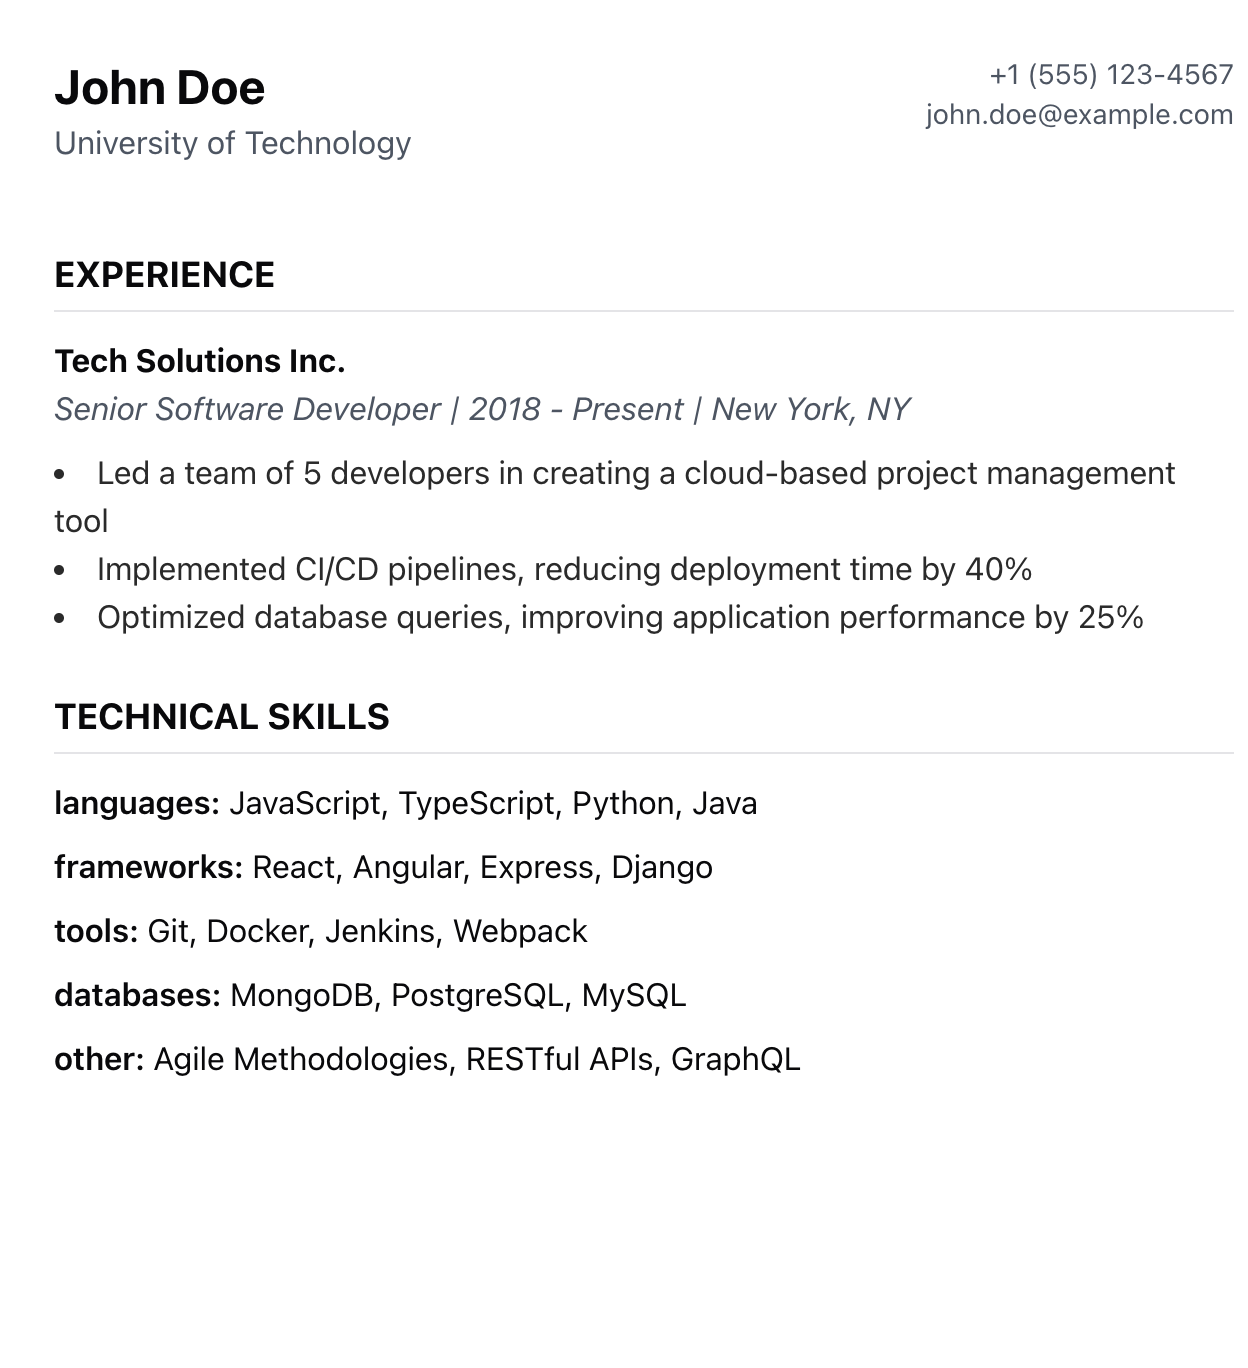 John Doe
University of Technology
+1 (555) 123-4567
john.doe@example.com
EXPERIENCE
Tech Solutions Inc.
Senior Software Developer | 2018 - Present | New York, NY
• Led a team of 5 developers in creating a cloud-based project management
tool
• Implemented CI/CD pipelines, reducing deployment time by 40%
• Optimized database queries, improving application performance by 25%
TECHNICAL SKILLS
languages: JavaScript, TypeScript, Python, Java
frameworks: React, Angular, Express, Django
tools: Git, Docker, Jenkins, Webpack
databases: MongoDB, PostgreSQL, MySQL
other: Agile Methodologies, RESTful APIs, GraphQL